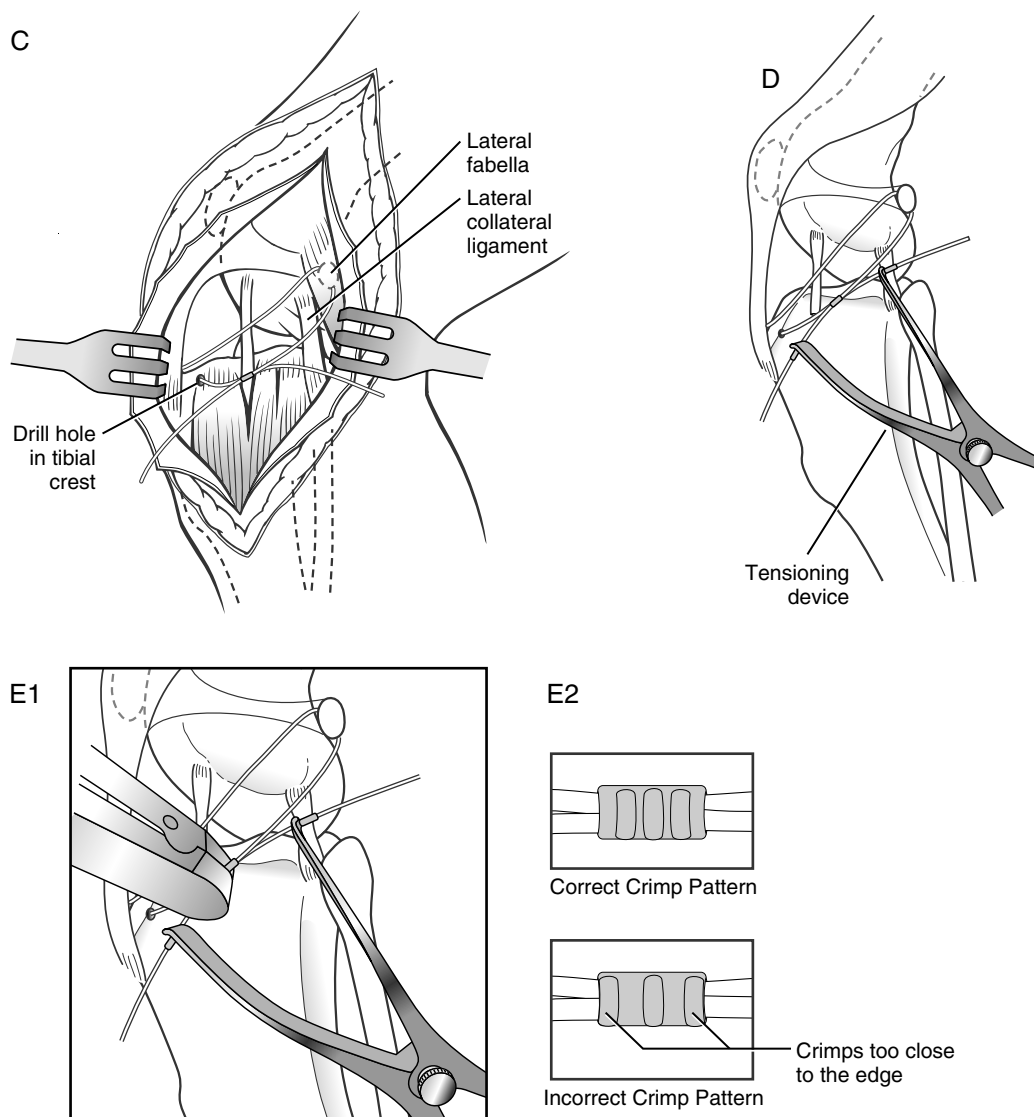 C
Lateral
fabella
Lateral
collateral
ligament
Drill hole
in tibial
crest
D
Tensioning
device
E1
E2
Correct Crimp Pattern
Crimps too close
to the edge
Incorrect Crimp Pattern